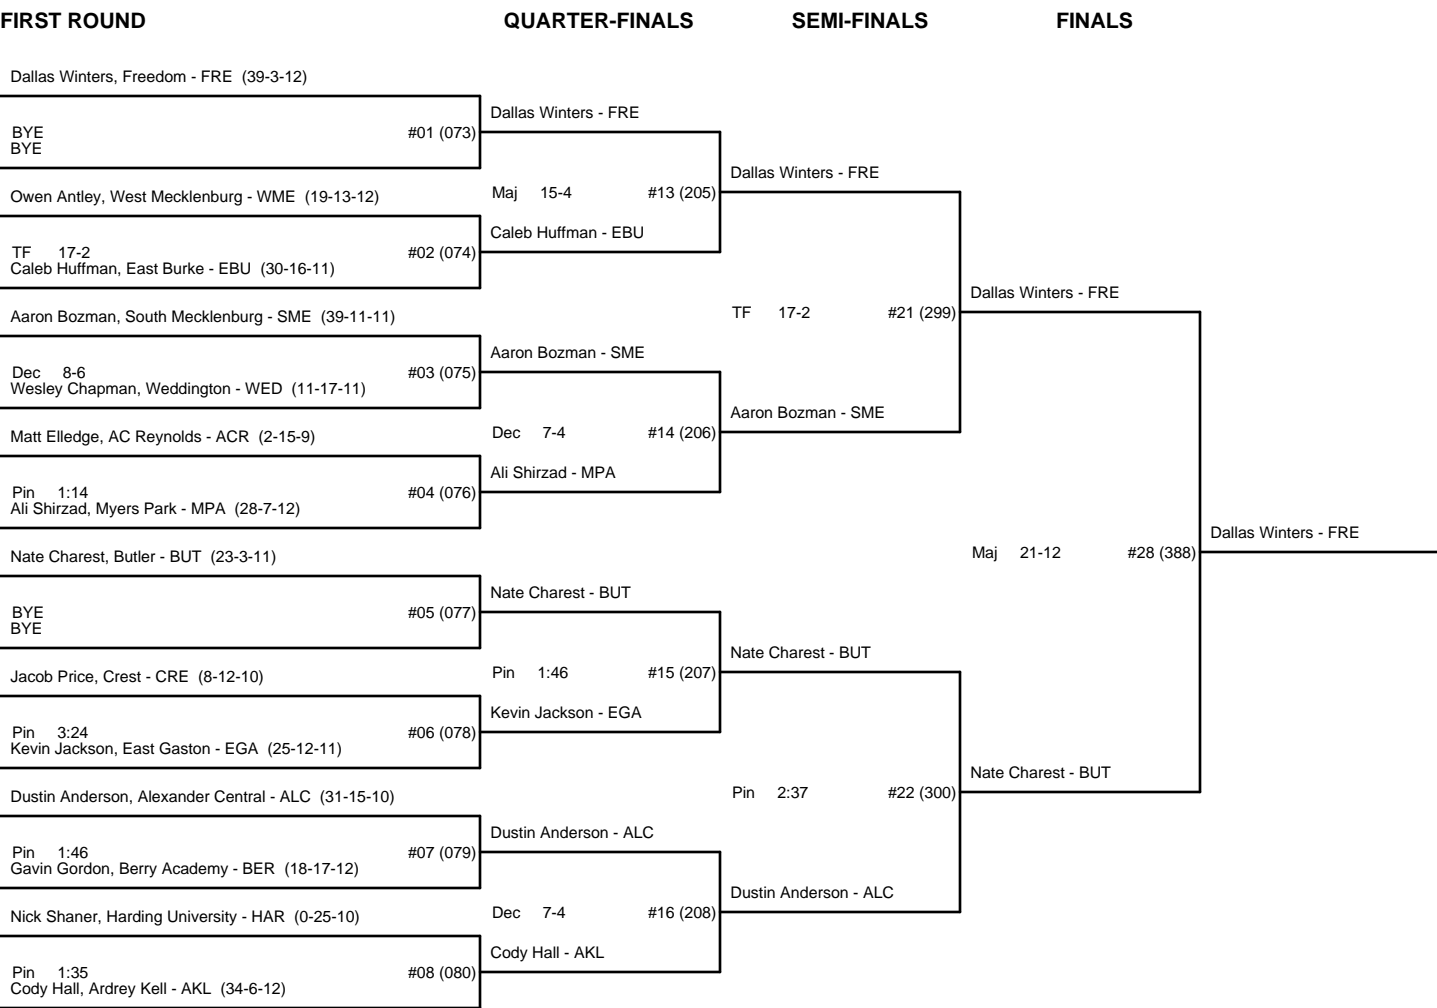 FIRST ROUND QUARTER-FINALS SEMI-FINALS FINALS
Dallas Winters, Freedom - FRE (39-3-12)
Dallas Winters - FRE
BYE #01 (073)
BYE
Dallas Winters - FRE
Owen Antley, West Mecklenburg - WME (19-13-12)
Maj 15-4 #13 (205)
Caleb Huffman - EBU
TF 17-2 #02 (074)
Caleb Huffman, East Burke - EBU (30-16-11)
Dallas Winters - FRE
Aaron Bozman, South Mecklenburg - SME (39-11-11)
TF 17-2 #21 (299)
Aaron Bozman - SME
Dec 8-6 #03 (075)
Wesley Chapman, Weddington - WED (11-17-11)
Aaron Bozman - SME
Matt Elledge, AC Reynolds - ACR (2-15-9)
Dec 7-4 #14 (206)
Ali Shirzad - MPA
Pin 1:14 #04 (076)
Ali Shirzad, Myers Park - MPA (28-7-12)
Dallas Winters - FRE
Nate Charest, Butler - BUT (23-3-11)
Maj 21-12 #28 (388)
Nate Charest - BUT
BYE #05 (077)
BYE
Nate Charest - BUT
Jacob Price, Crest - CRE (8-12-10)
Pin 1:46 #15 (207)
Kevin Jackson - EGA
Pin 3:24 #06 (078)
Kevin Jackson, East Gaston - EGA (25-12-11)
Nate Charest - BUT
Dustin Anderson, Alexander Central - ALC (31-15-10)
Pin 2:37 #22 (300)
Dustin Anderson - ALC
Pin 1:46 #07 (079)
Gavin Gordon, Berry Academy - BER (18-17-12)
Dustin Anderson - ALC
Nick Shaner, Harding University - HAR (0-25-10)
Dec 7-4 #16 (208)
Cody Hall - AKL
Pin 1:35 #08 (080)
Cody Hall, Ardrey Kell - AKL (34-6-12)